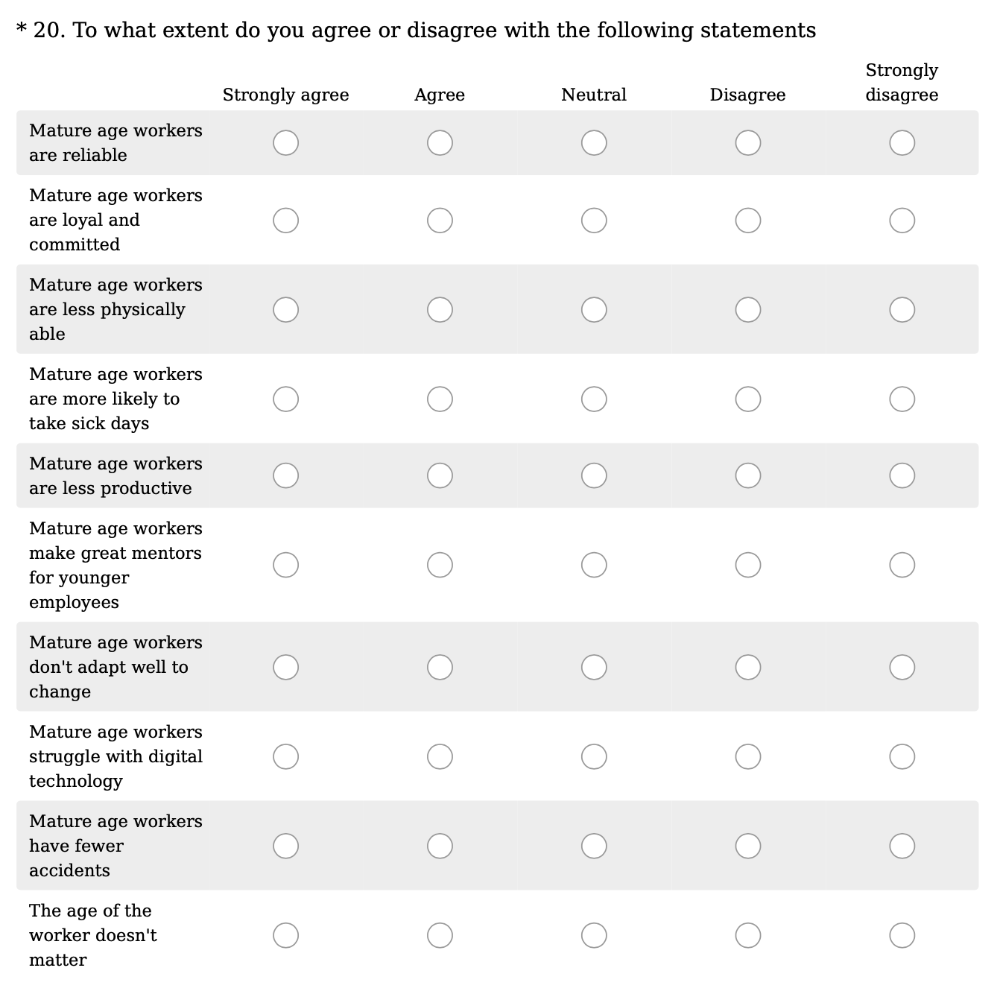 * 20. To what extent do you agree or disagree with the following statements
Strongly agree
Agree
Neutral
Disagree
Strongly
disagree
Mature age workers
are reliable
Mature age workers
are loyal and
committed
Mature age workers
are less physically
able
Mature age workers
are more likely to
take sick days
Mature age workers
are less productive
Mature age workers
make great mentors
for younger
employees
Mature age workers
don't adapt well to
change
Mature age workers
struggle with digital
technology
Mature age workers
have fewer
accidents
The age of the
worker doesn't
matter